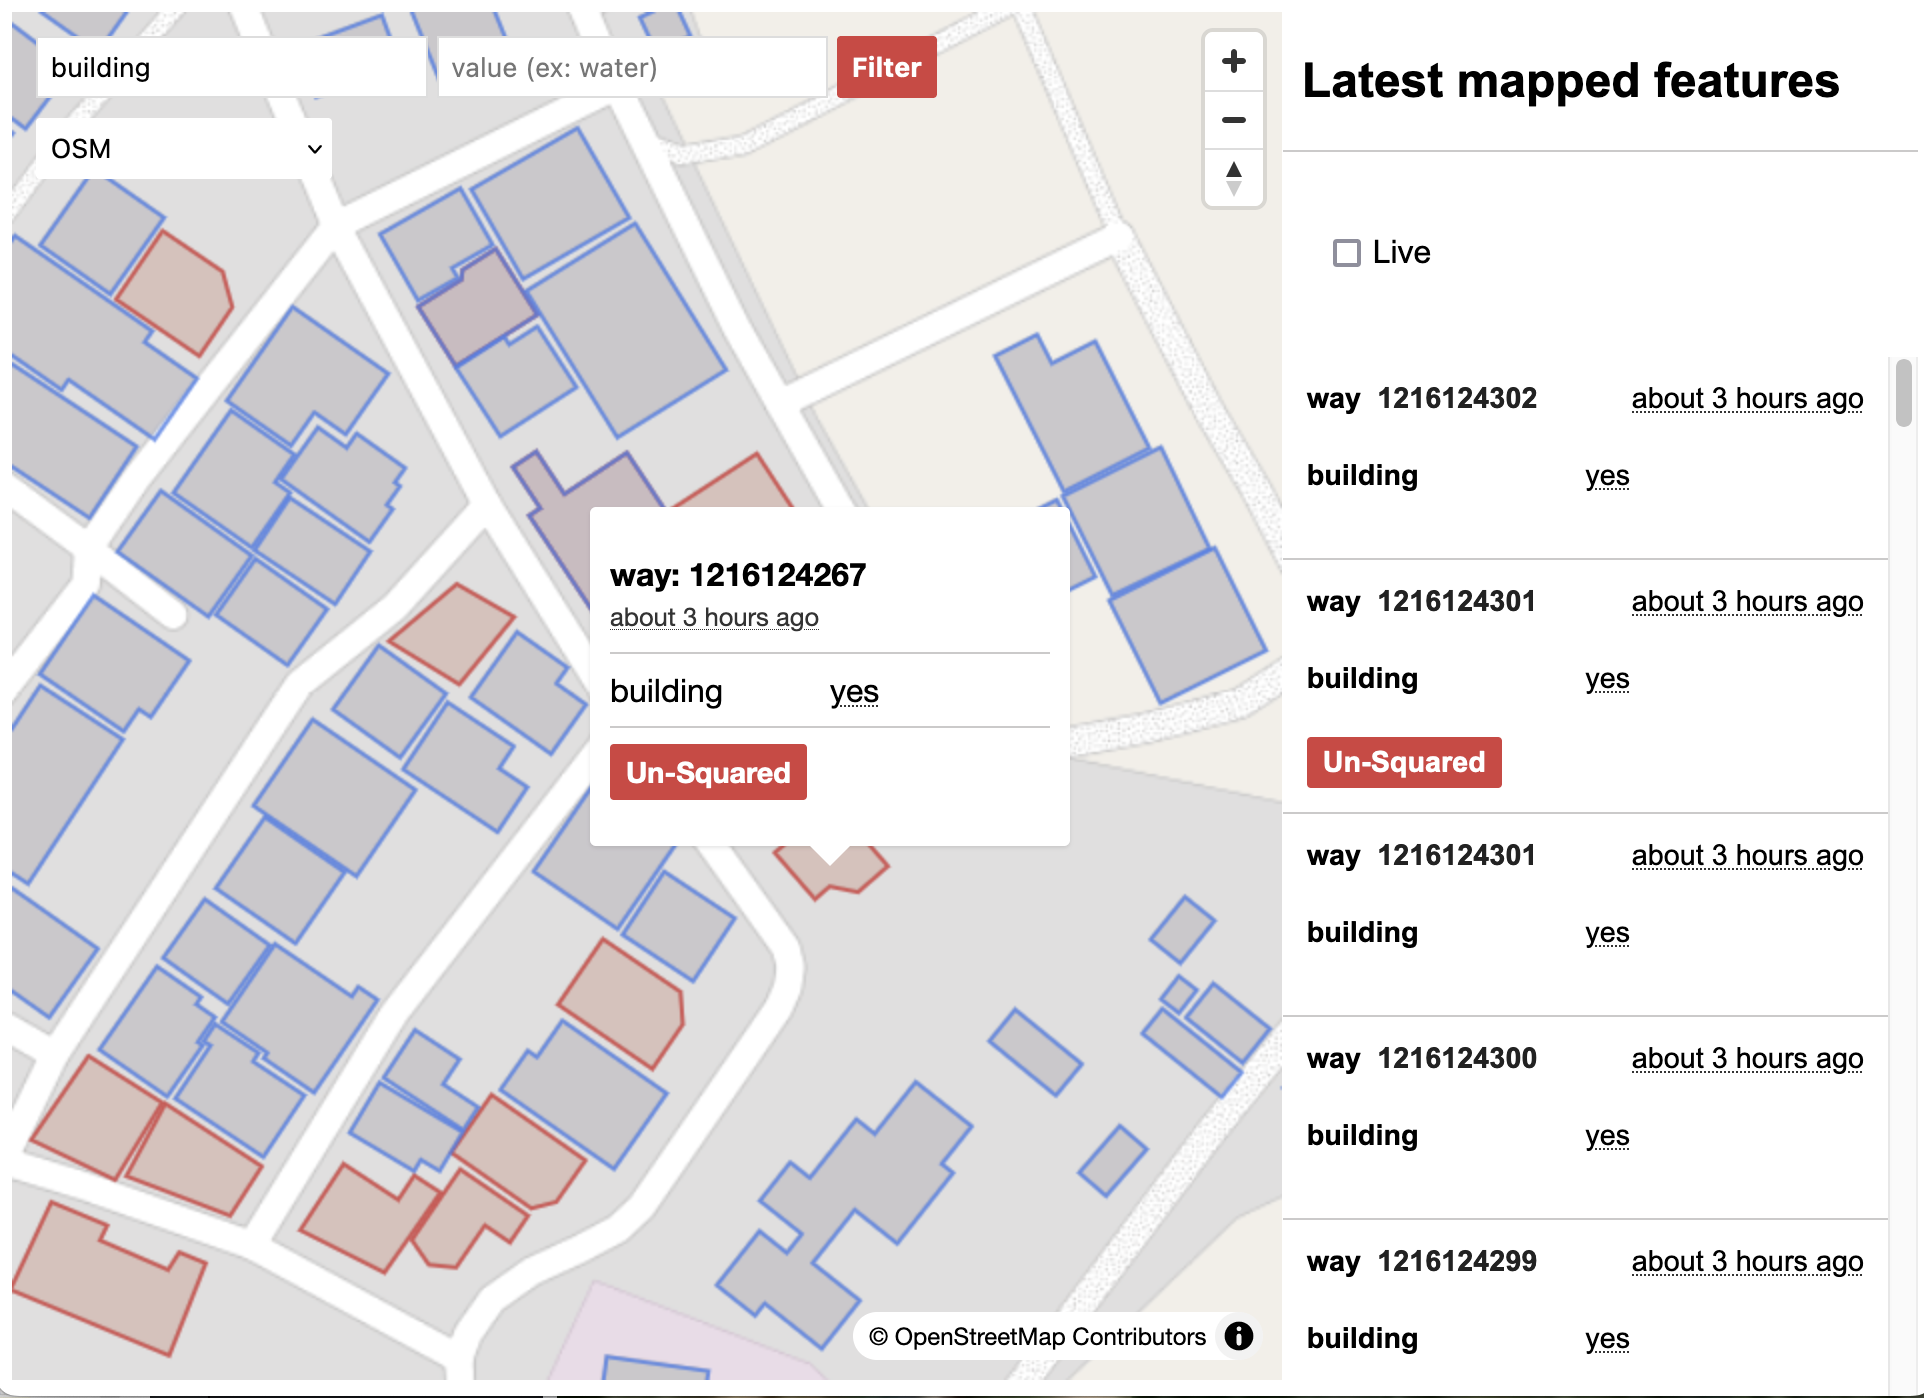 building
value (ex: water)
Filter
OSM
way: 1216124267
about 3 hours ago
building yes
Un-Squared
© OpenStreetMap Contributors
Latest mapped features
Live
way 1216124302 about 3 hours ago
building yes
way 1216124301 about 3 hours ago
building yes
Un-Squared
way 1216124301 about 3 hours ago
building yes
way 1216124300 about 3 hours ago
building yes
way 1216124299 about 3 hours ago
building yes